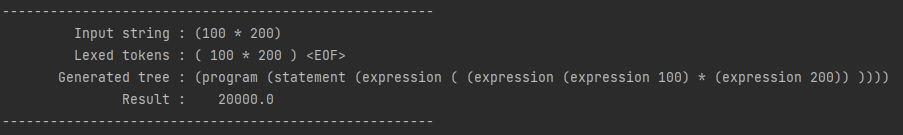 ------------------------------------------------------
Input string : (100 * 200)
Lexed tokens : ( 100 * 200 ) <EOF>
Generated tree : (program (statement (expression ( (expression (expression 100) * (expression 200)) ))))
Result :    20000.0
------------------------------------------------------